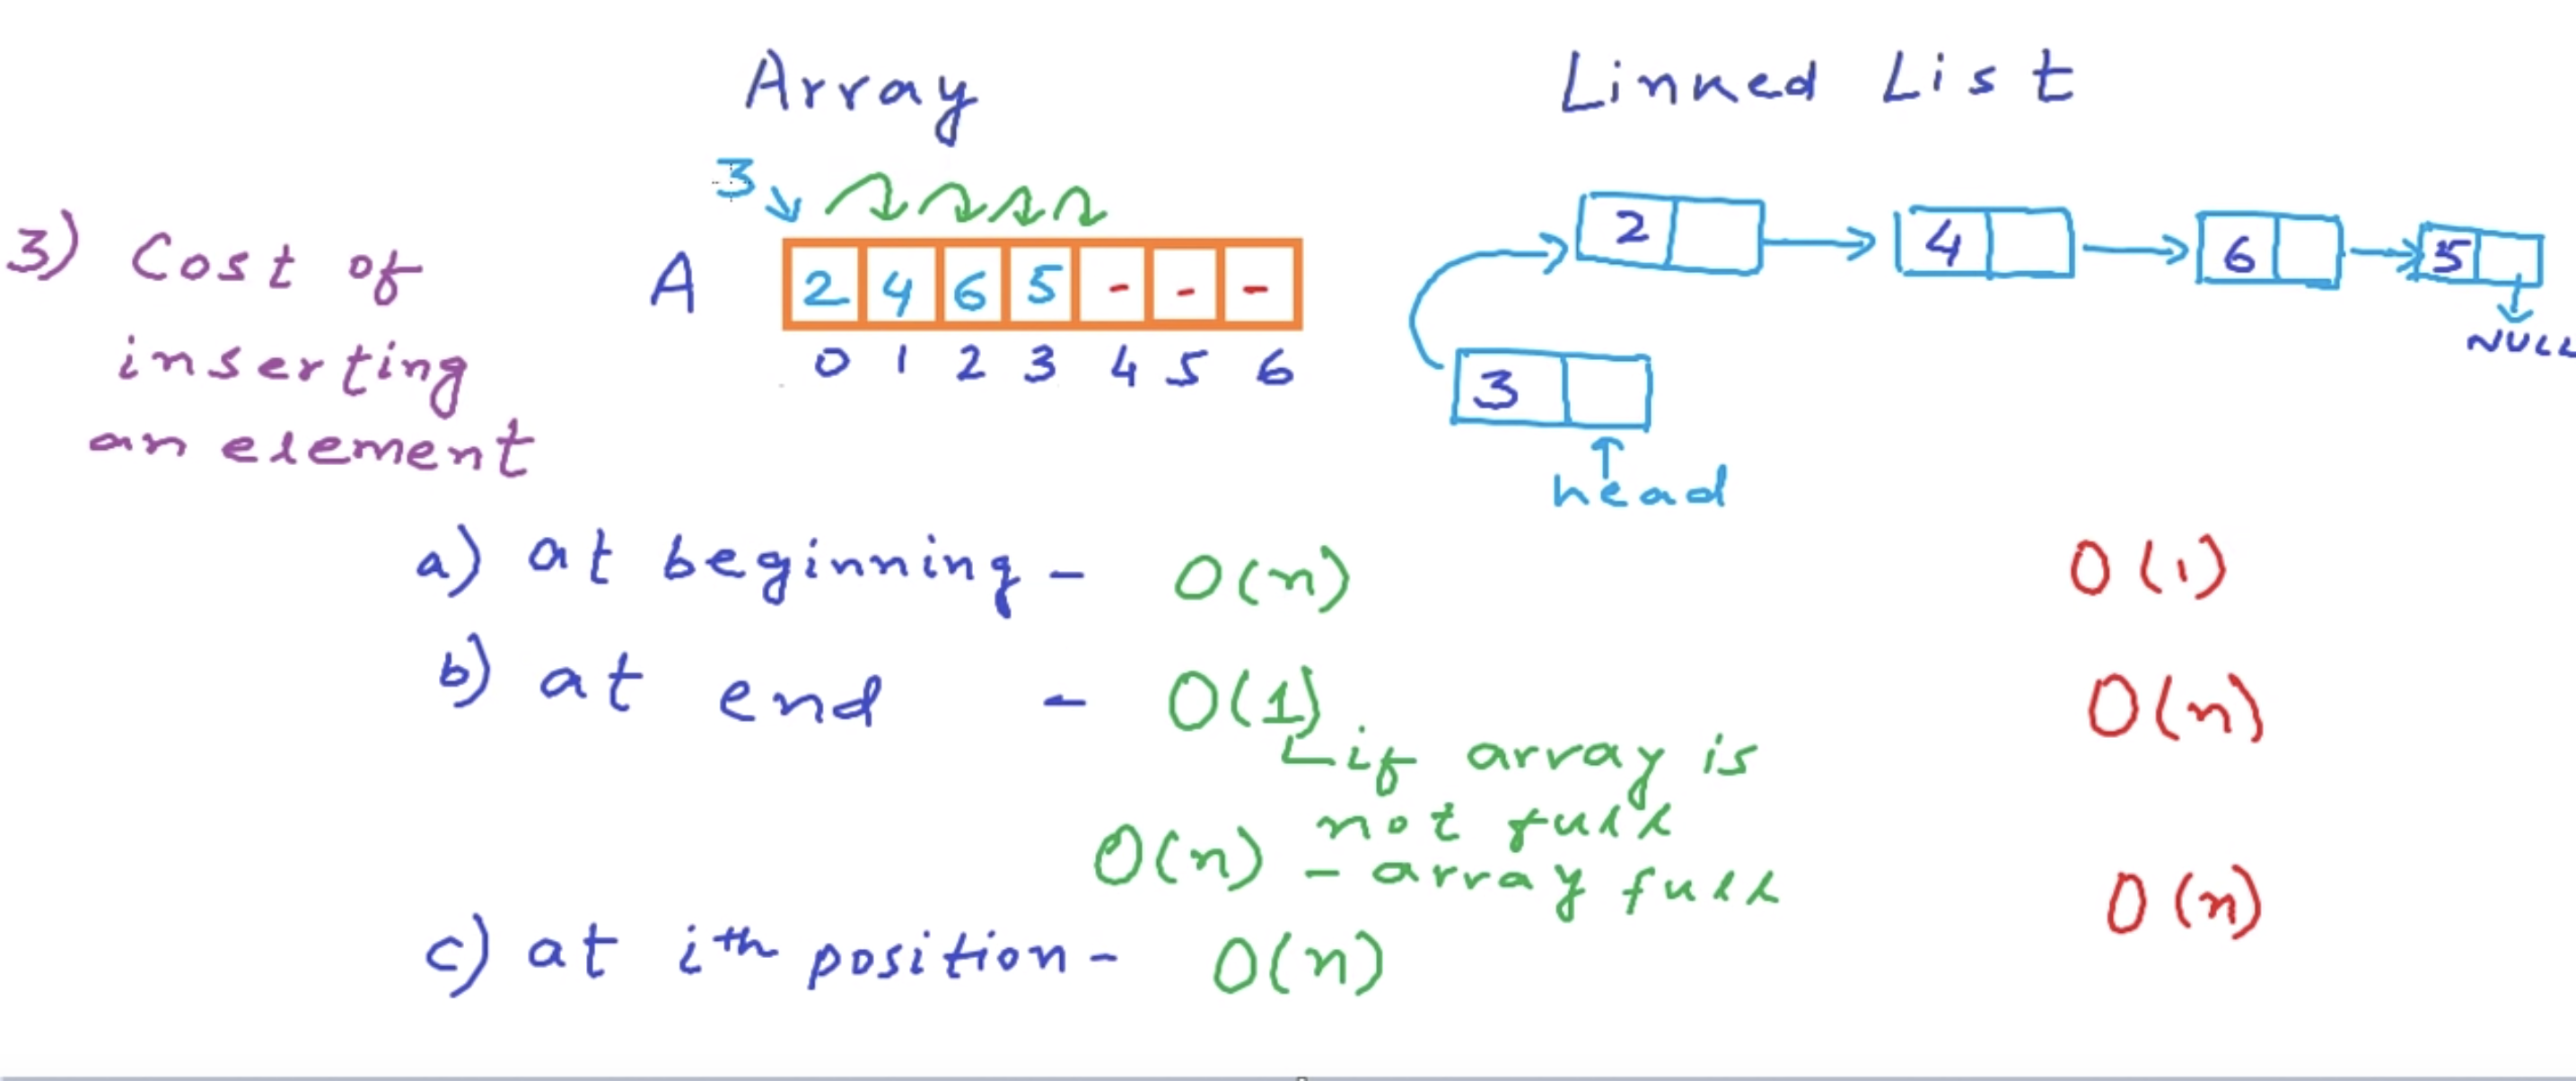 Array
Linked List
3
3) Cost of
inserting
an element
A
2 4 6 5 - - -
0 1 2 3 4 5 6
2
4
6
5
NULL
3
head
a) at beginning - O(n)
O(1)
b) at end - O(1)
O(n)
if array is
not full
O(n) - array full
O(n)
c) at ith position - O(n)